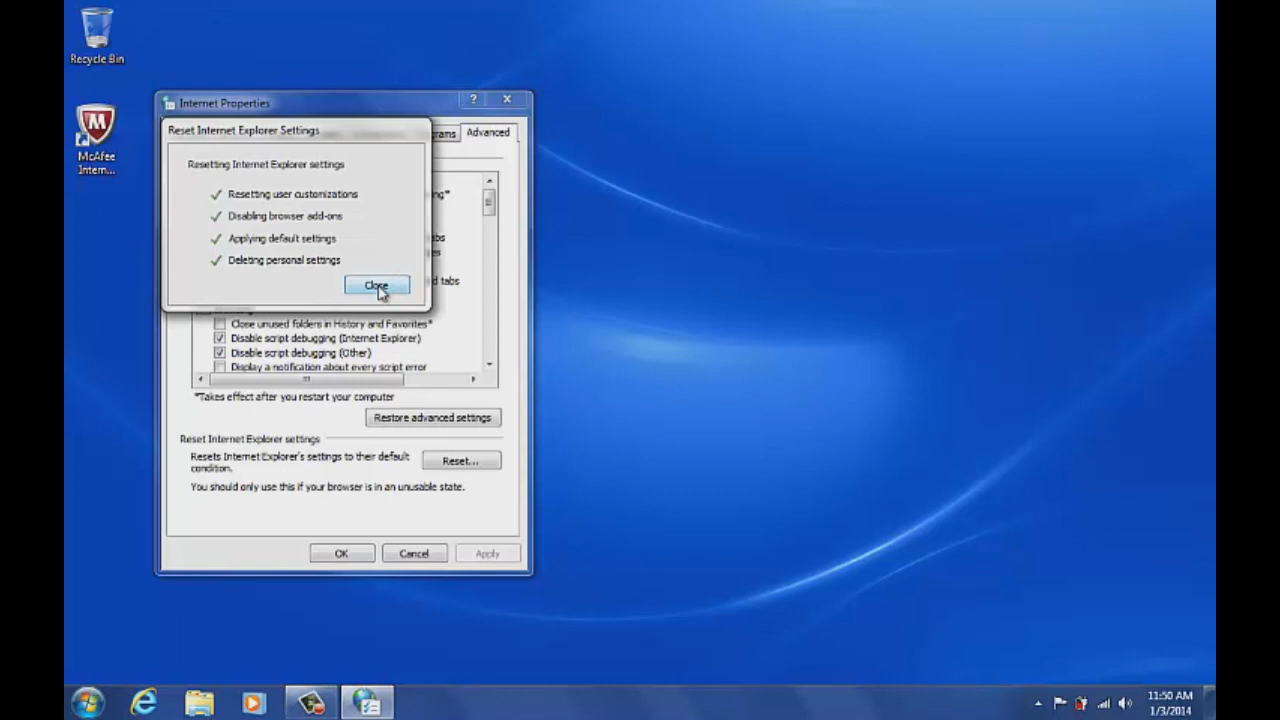 Recycle Bin
McAfee
Intern...
Internet Properties
Reset Internet Explorer Settings
Advanced
Resetting Internet Explorer settings
Resetting user customizations
Disabling browser add-ons
Applying default settings
Deleting personal settings
d tabs
Close
Close unused folders in History and Favorites*
Disable script debugging (Internet Explorer)
Disable script debugging (Other)
Display a notification about every script error
*Takes effect after you restart your computer
Restore advanced settings
Reset Internet Explorer settings
Resets Internet Explorer's settings to their default
condition.
Reset...
You should only use this if your browser is in an unusable state.
OK
Cancel
Apply
11:50 AM
1/3/2014